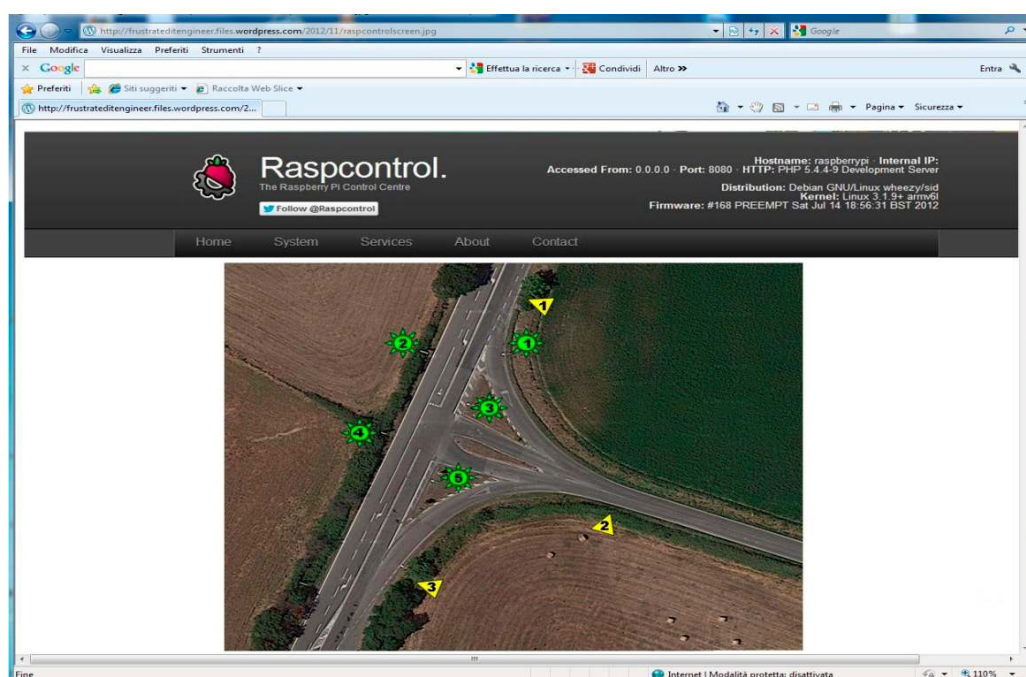 http://frustrateditengineer.files.wordpress.com/2012/11/raspcontrolscreen.jpg
Google
File Modifica Visualizza Preferiti Strumenti ?
x Google Effettua la ricerca Condividi Altro »
Entra
Preferiti Siti suggeriti Raccolta Web Slice
http://frustrateditengineer.files.wordpress.com/2...
Pagina Sicurezza
Raspcontrol.
The Raspberry Pi Control Centre
Follow @Raspcontrol
Hostname: raspberrypi · Internal IP:
Accessed From: 0.0.0.0 · Port: 8080 · HTTP: PHP 5.4.4-9 Development Server
Distribution: Debian GNU/Linux wheezy/sid
Kernel: Linux 3.1.9+ armv6l
Firmware: #168 PREEMPT Sat Jul 14 18:56:31 BST 2012
Home System Services About Contact
1
2
1
3
4
5
2
3
Fine
Internet | Modalità protetta: disattivata
110%